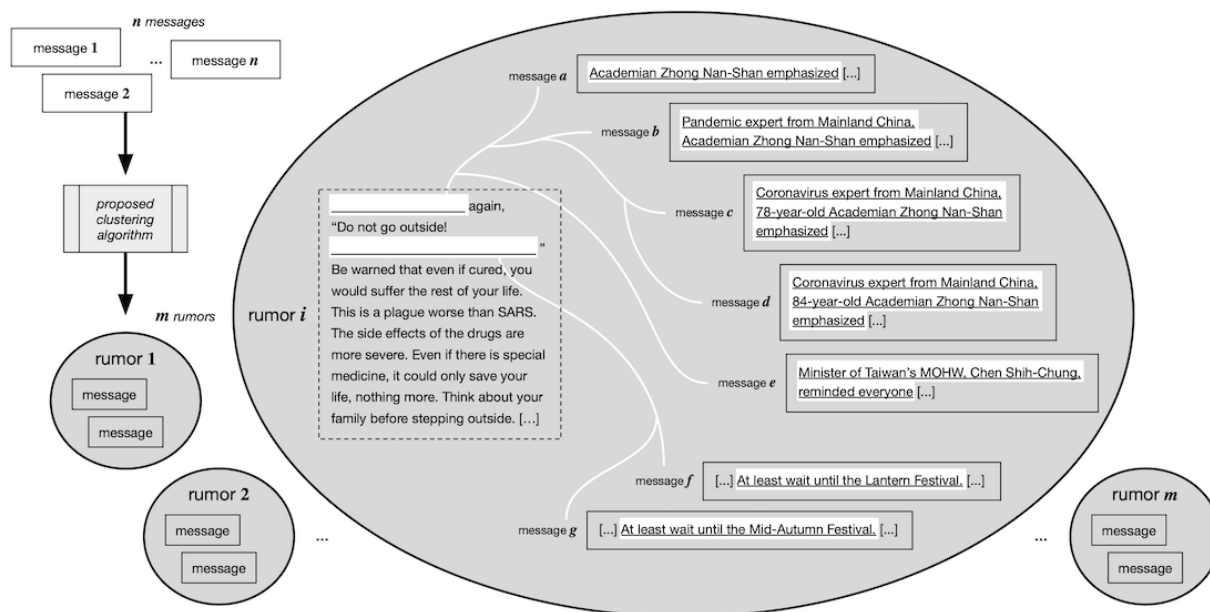 n messages
message 1
... message n
message 2
proposed
clustering
algorithm
m rumors
rumor 1
message
message
rumor 2
message
message
...
rumor i
____________________ again,
“Do not go outside!
______________________________ ”
Be warned that even if cured, you
would suffer the rest of your life.
This is a plague worse than SARS.
The side effects of the drugs are
more severe. Even if there is special
medicine, it could only save your
life, nothing more. Think about your
family before stepping outside. [...]
message a
Academian Zhong Nan-Shan emphasized [...]
message b
Pandemic expert from Mainland China,
Academian Zhong Nan-Shan emphasized [...]
message c
Coronavirus expert from Mainland China,
78-year-old Academian Zhong Nan-Shan
emphasized [...]
message d
Coronavirus expert from Mainland China,
84-year-old Academian Zhong Nan-Shan
emphasized [...]
message e
Minister of Taiwan's MOHW, Chen Shih-Chung,
reminded everyone [...]
message f
[...] At least wait until the Lantern Festival. [...]
message g
[...] At least wait until the Mid-Autumn Festival. [...]
...
rumor m
message
message